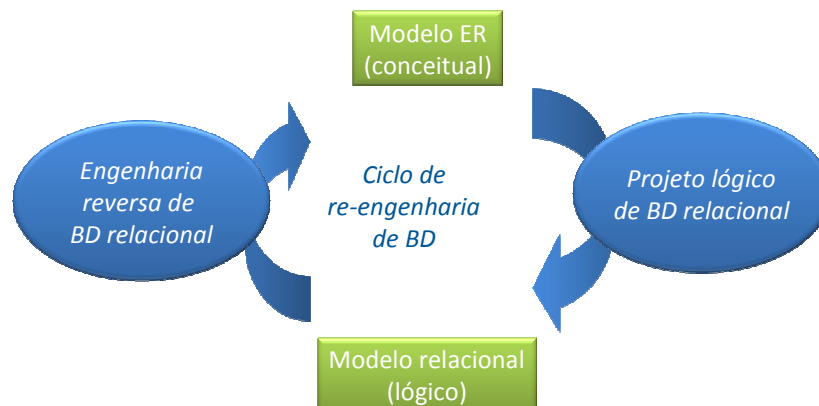 Modelo ER
(conceitual)
Engenharia
reversa de
BD relacional
Ciclo de
re-engenharia
de BD
Projeto lógico
de BD relacional
Modelo relacional
(lógico)